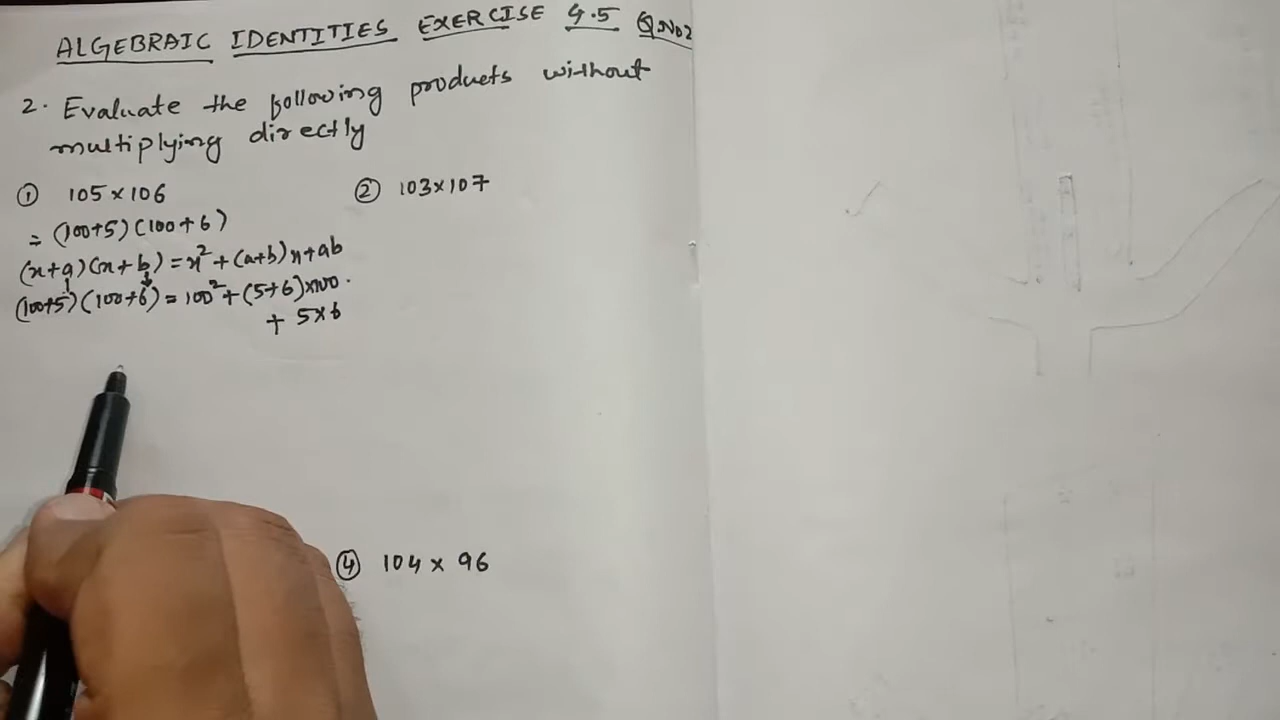 ALGEBRAIC IDENTITIES EXERCISE 4.5 Q.No2
2. Evaluate the following products without
multiplying directly
① 105 × 106
= (100+5)(100+6)
(x+a)(x+b) = x² + (a+b)x + ab
(100+5)(100+6) = 100² + (5+6)×100
+ 5×6
② 103×107
④ 104 × 96